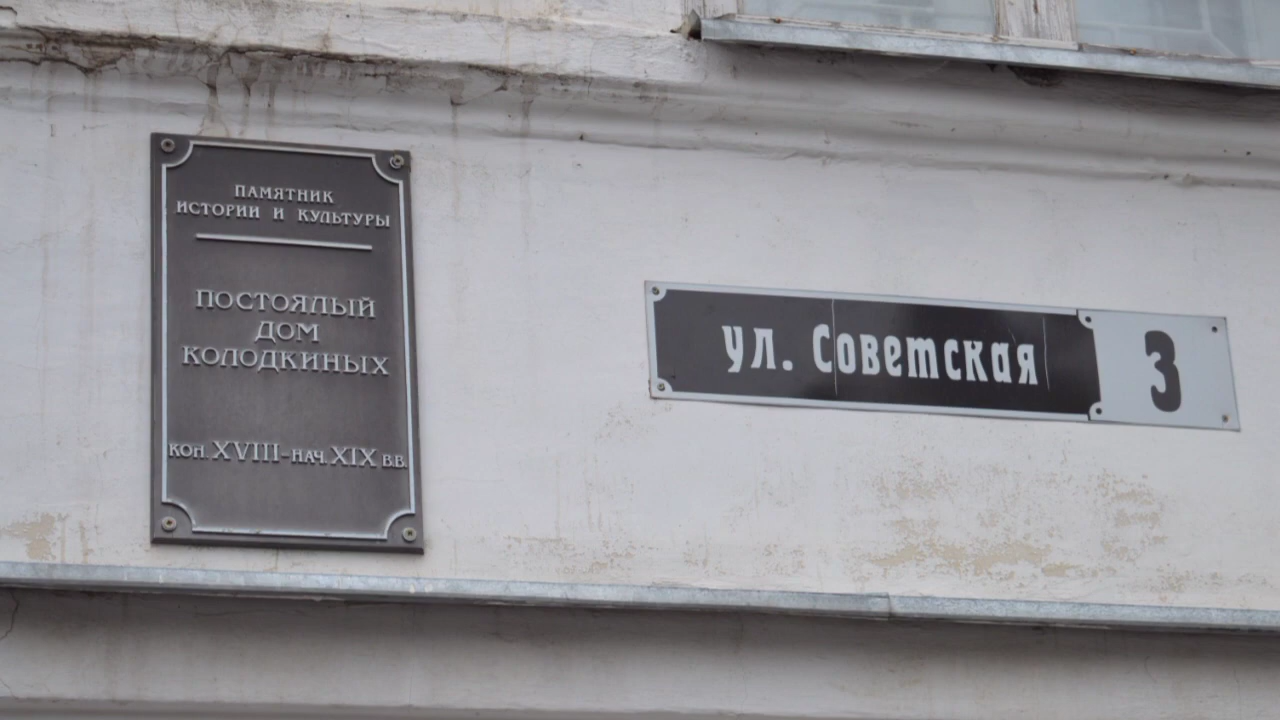 ПАМЯТНИК
ИСТОРИИ И КУЛЬТУРЫ
ПОСТОЯЛЫЙ
ДОМ
КОЛОДКИНЫХ
КОН. XVIII-НАЧ. XIX В.В.
ул. Советская 3